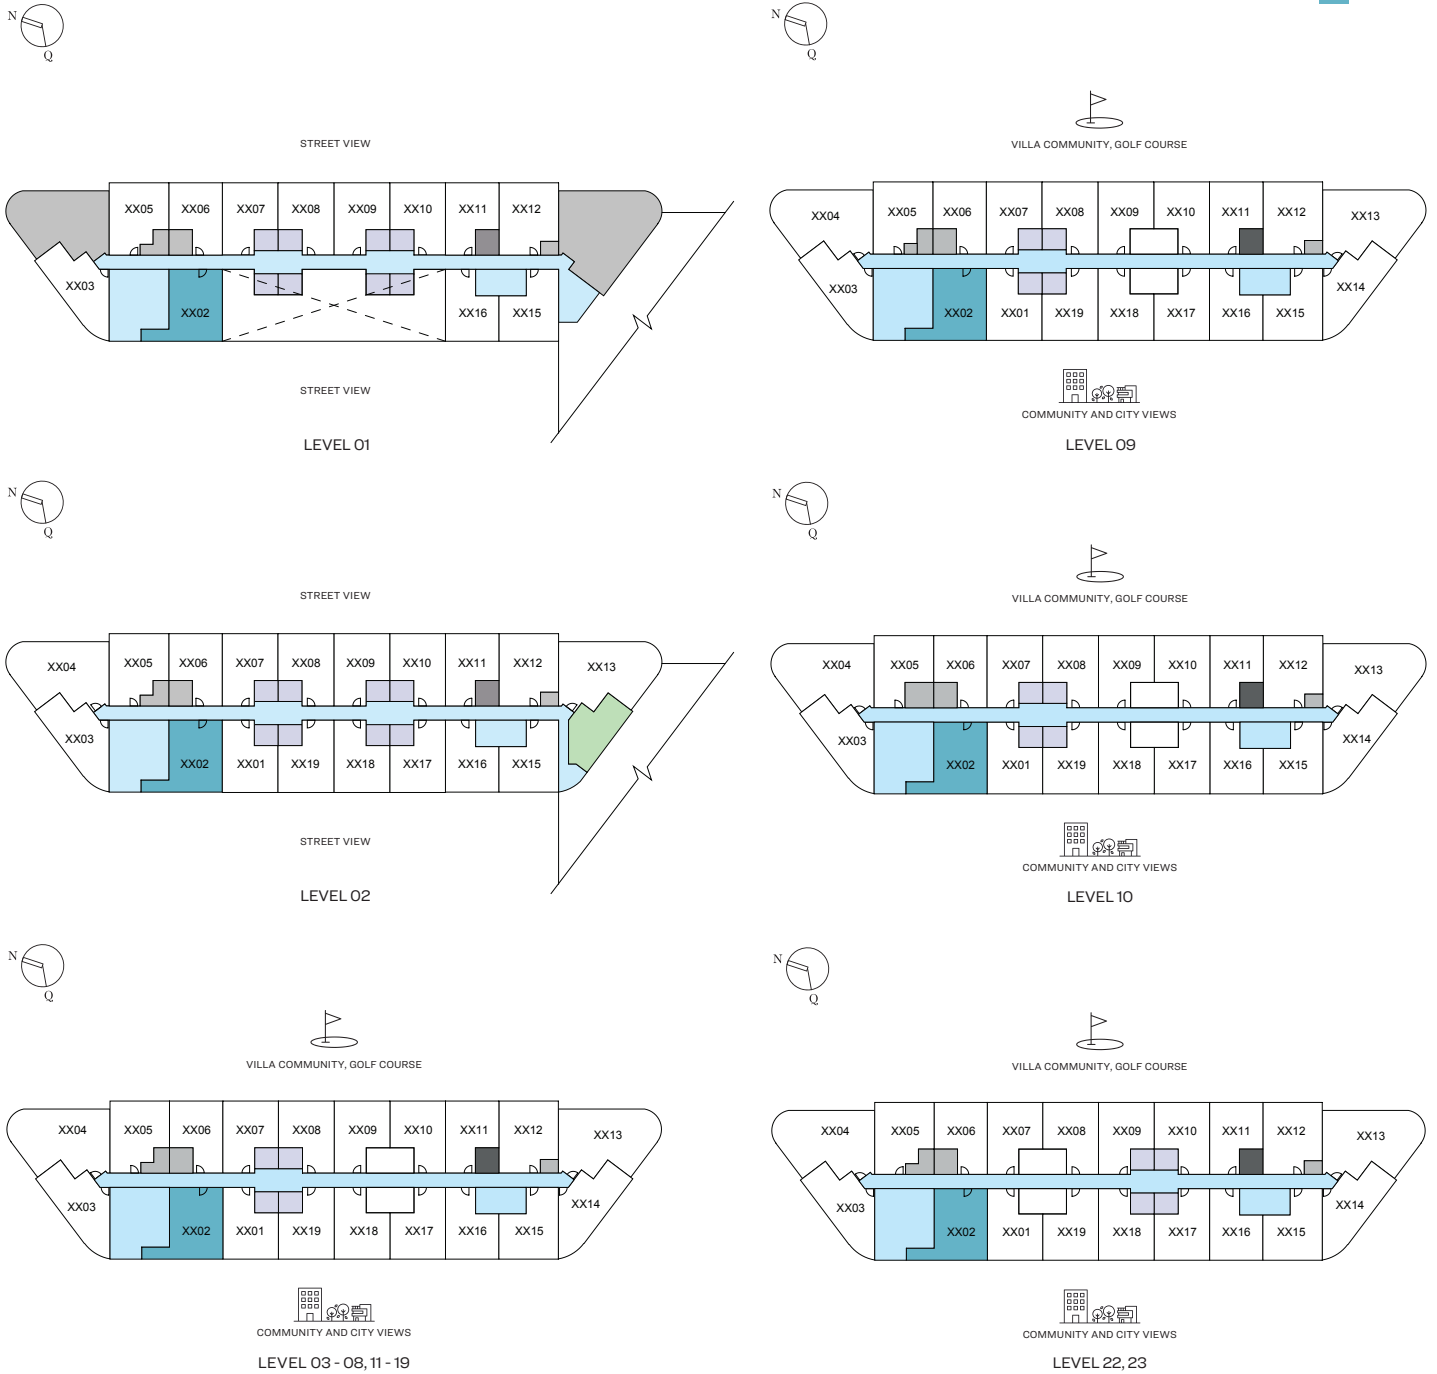 N
Q
STREET VIEW
XX05 XX06 XX07 XX08 XX09 XX10 XX11 XX12
XX03
XX02 XX16 XX15
STREET VIEW
LEVEL 01
N
Q
VILLA COMMUNITY, GOLF COURSE
XX04 XX05 XX06 XX07 XX08 XX09 XX10 XX11 XX12 XX13
XX03 XX14
XX02 XX01 XX19 XX18 XX17 XX16 XX15
COMMUNITY AND CITY VIEWS
LEVEL 09
N
Q
STREET VIEW
XX04 XX05 XX06 XX07 XX08 XX09 XX10 XX11 XX12 XX13
XX03
XX02 XX01 XX19 XX18 XX17 XX16 XX15
STREET VIEW
LEVEL 02
N
Q
VILLA COMMUNITY, GOLF COURSE
XX04 XX05 XX06 XX07 XX08 XX09 XX10 XX11 XX12 XX13
XX03 XX14
XX02 XX01 XX19 XX18 XX17 XX16 XX15
COMMUNITY AND CITY VIEWS
LEVEL 10
N
Q
VILLA COMMUNITY, GOLF COURSE
XX04 XX05 XX06 XX07 XX08 XX09 XX10 XX11 XX12 XX13
XX03 XX14
XX02 XX01 XX19 XX18 XX17 XX16 XX15
COMMUNITY AND CITY VIEWS
LEVEL 03 - 08, 11 - 19
N
Q
VILLA COMMUNITY, GOLF COURSE
XX04 XX05 XX06 XX07 XX08 XX09 XX10 XX11 XX12 XX13
XX03 XX14
XX02 XX01 XX19 XX18 XX17 XX16 XX15
COMMUNITY AND CITY VIEWS
LEVEL 22, 23